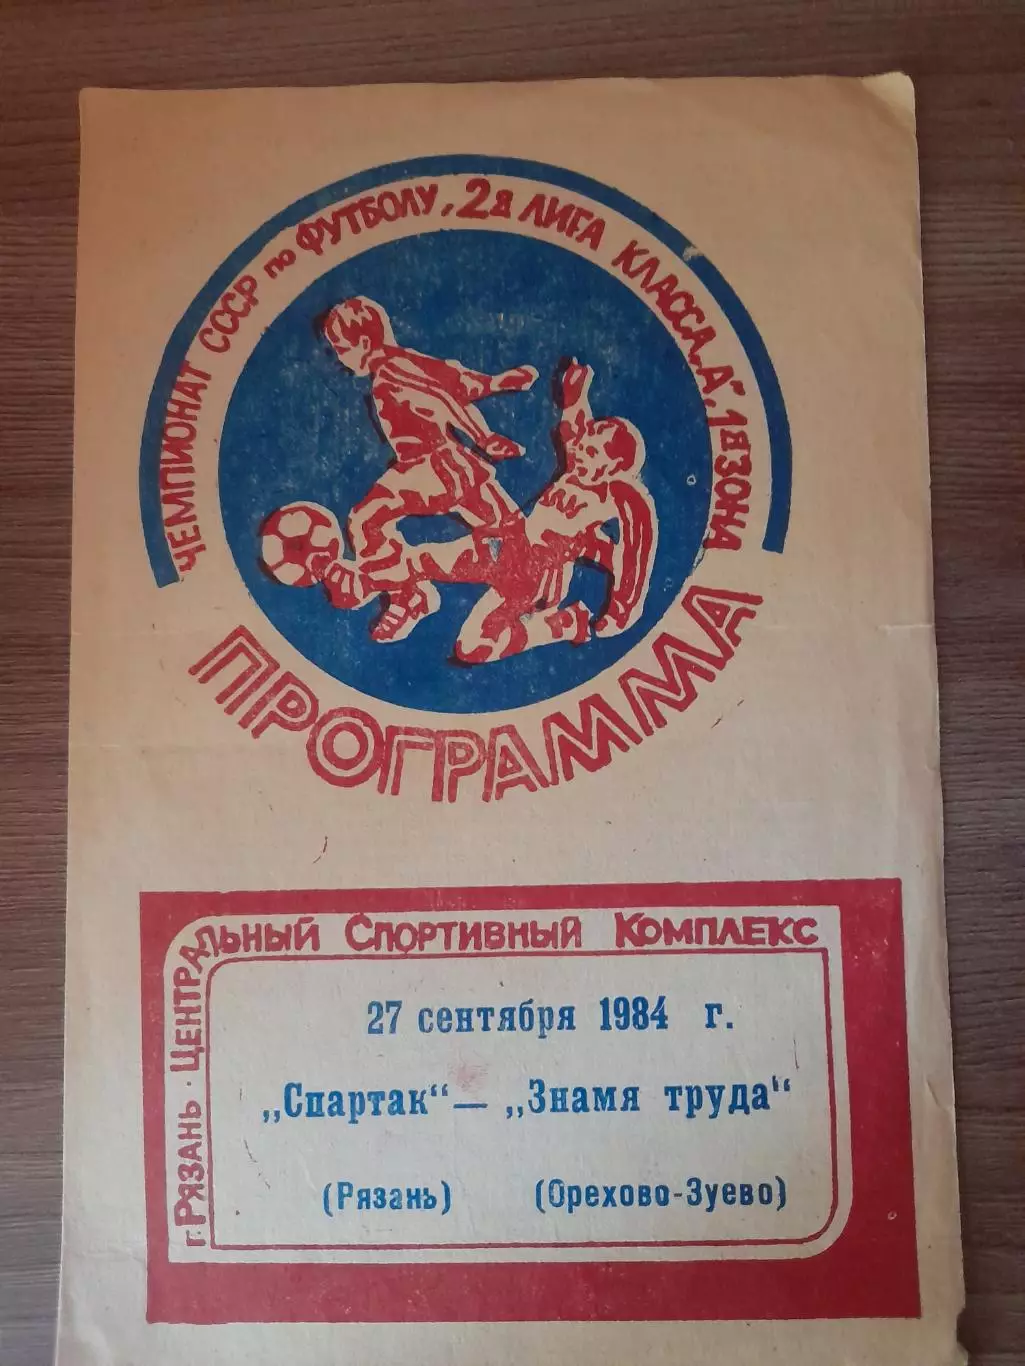 ЧЕМПИОНАТ СССР по ФУТБОЛУ, 2я ЛИГА КЛАССА „А“, 1я ЗОНА
ПРОГРАММА
г. РЯЗАНЬ · ЦЕНТРАЛЬНЫЙ СПОРТИВНЫЙ КОМПЛЕКС
27 сентября 1984 г.
„Спартак“ — „Знамя труда“
(Рязань) (Орехово-Зуево)